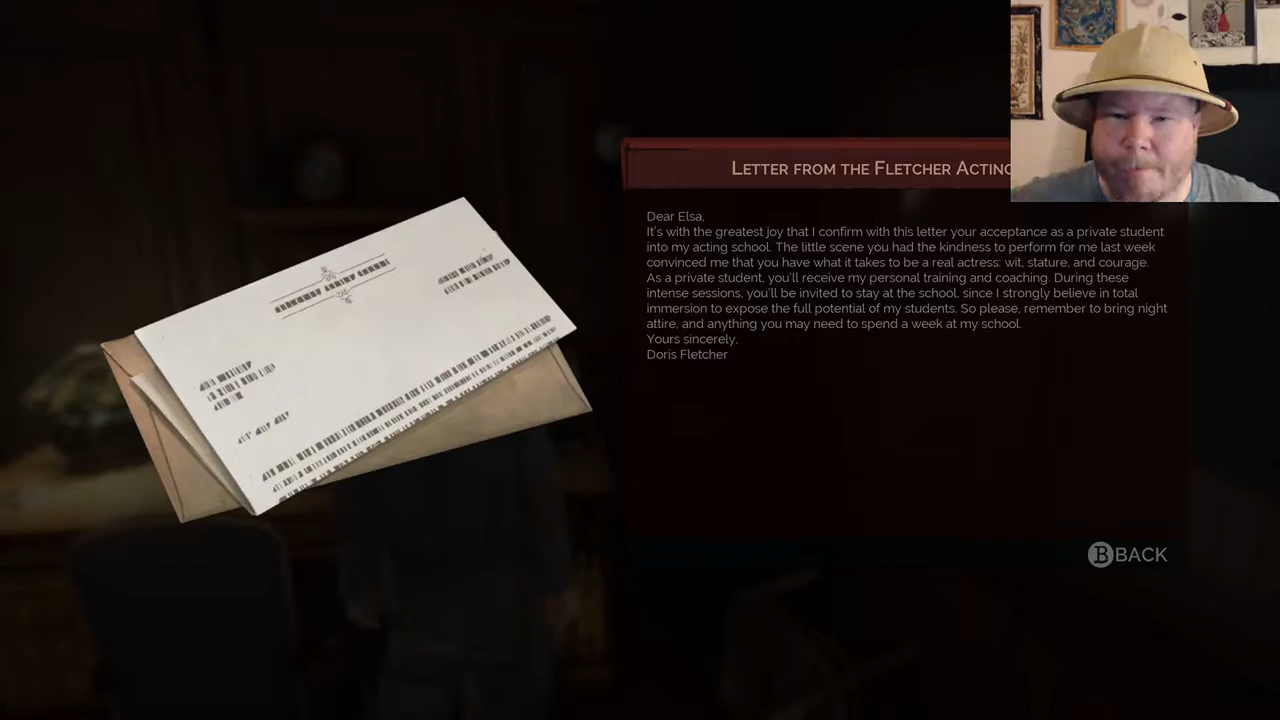 LETTER FROM THE FLETCHER ACTING
Dear Elsa,
It's with the greatest joy that I confirm with this letter your acceptance as a private student
into my acting school. The little scene you had the kindness to perform for me last week
convinced me that you have what it takes to be a real actress: wit, stature, and courage.
As a private student, you'll receive my personal training and coaching. During these
intense sessions, you'll be invited to stay at the school, since I strongly believe in total
immersion to expose the full potential of my students. So please, remember to bring night
attire, and anything you may need to spend a week at my school.
Yours sincerely,
Doris Fletcher
B BACK